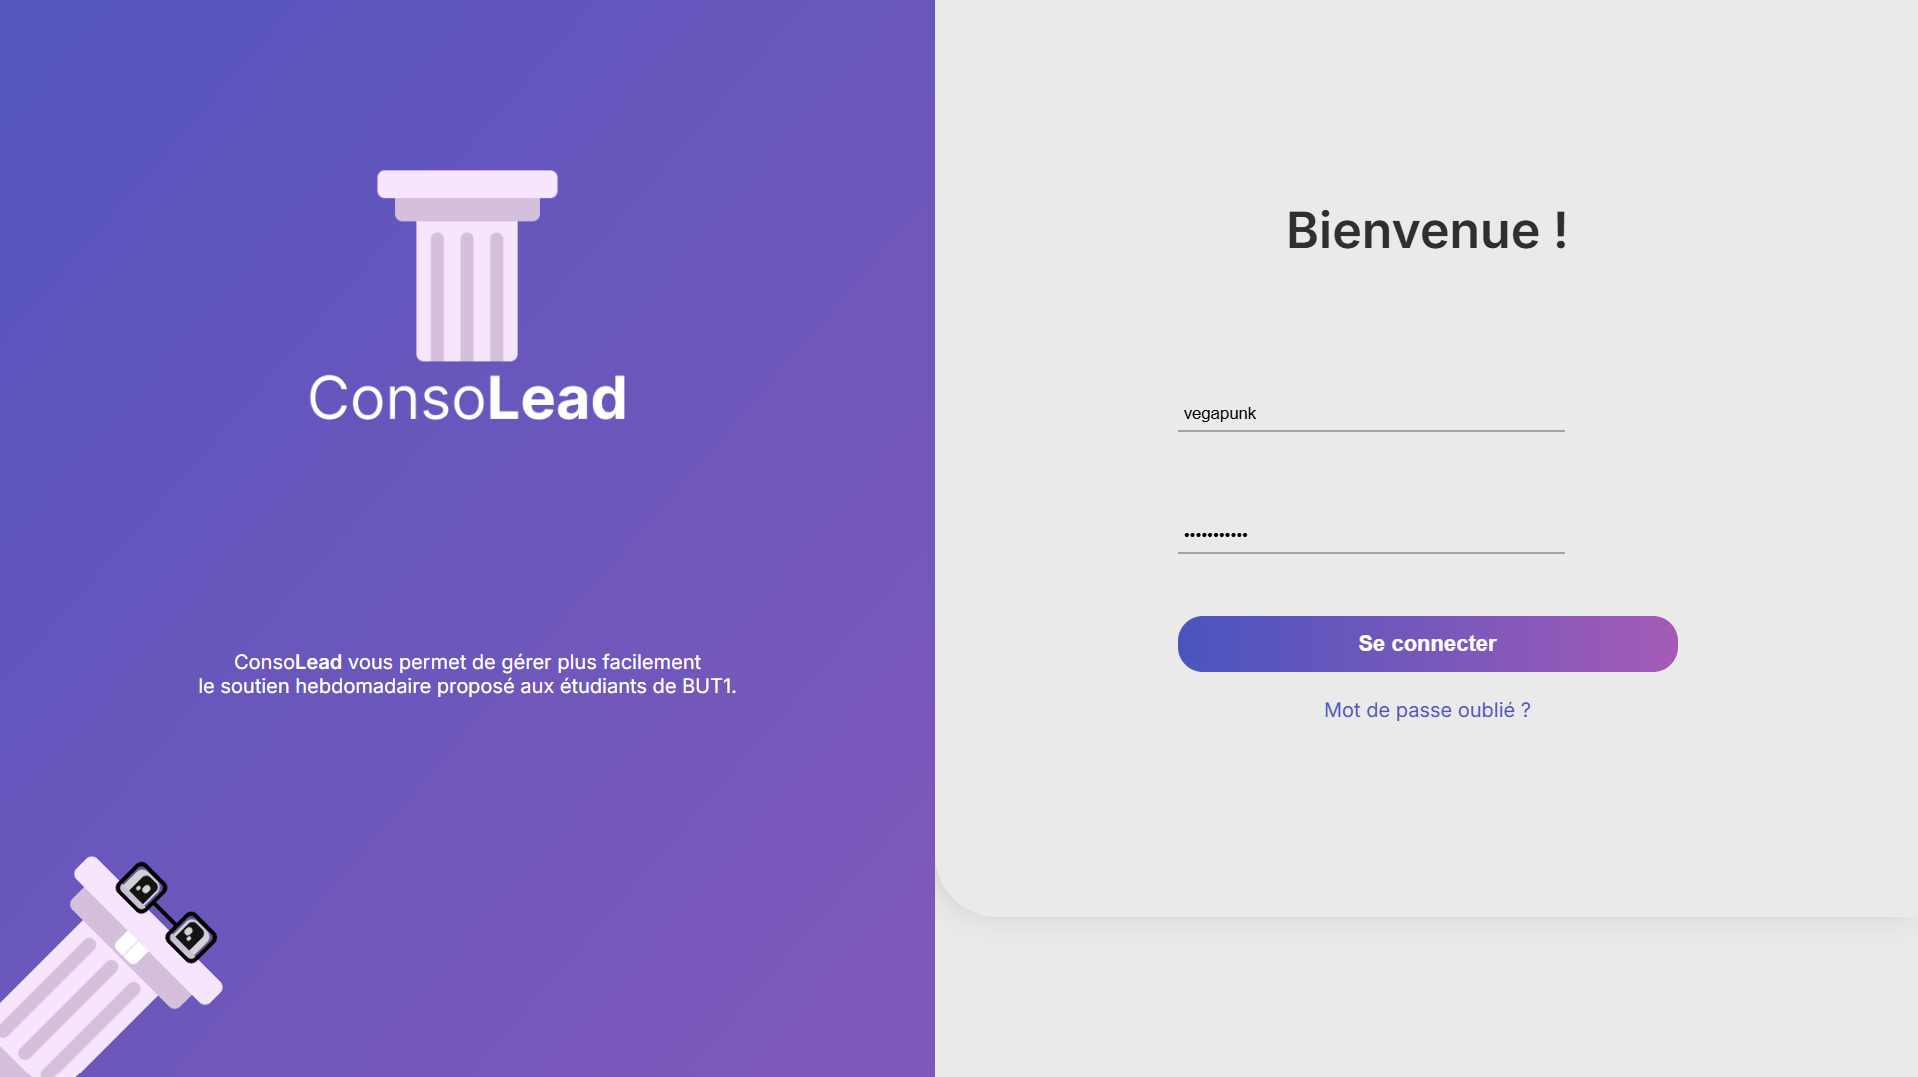 ConsoLead
ConsoLead vous permet de gérer plus facilement
le soutien hebdomadaire proposé aux étudiants de BUT1.
Bienvenue !
vegapunk
•••••••••••
Se connecter
Mot de passe oublié ?